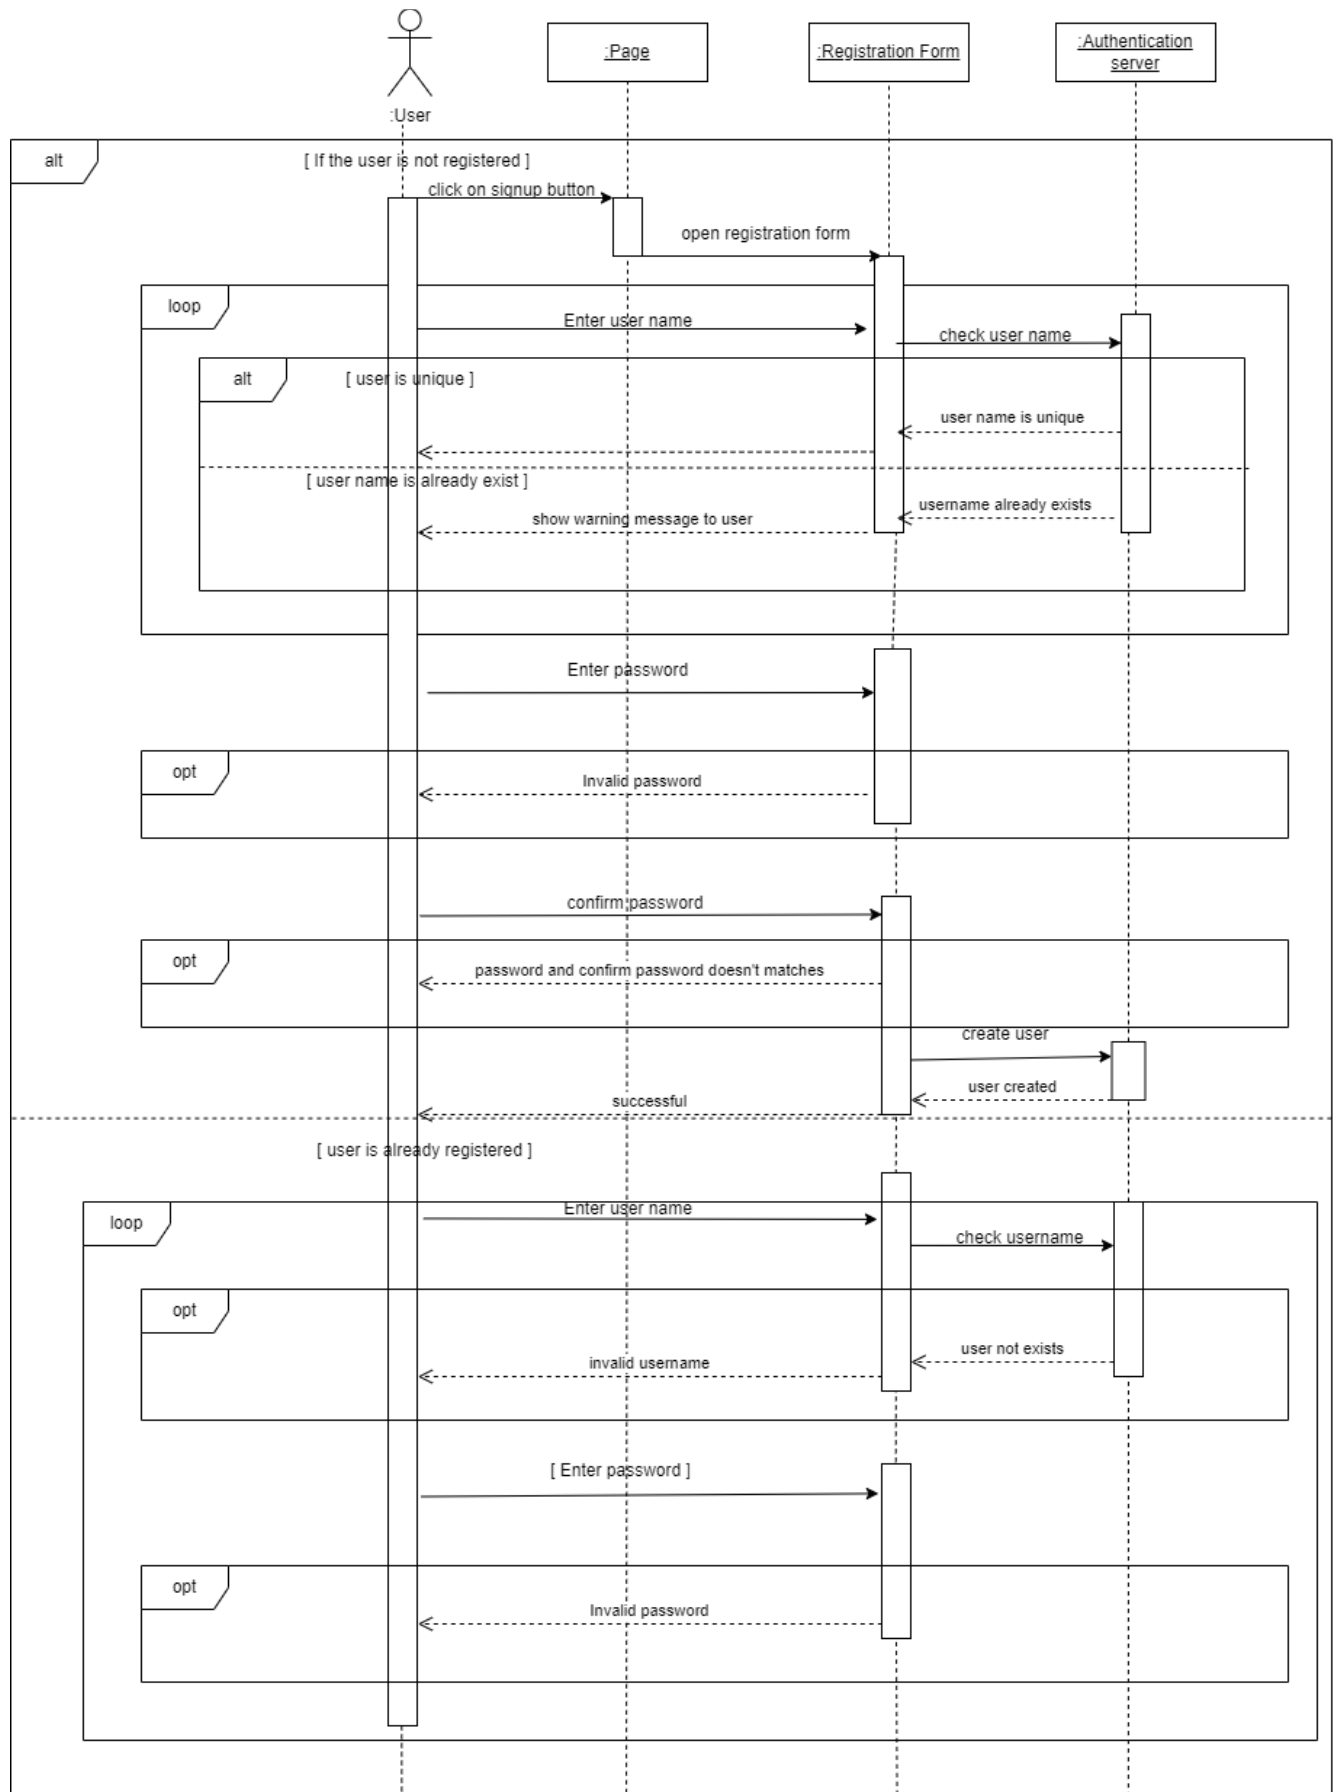 :Page
:Registration Form
:Authentication
server
:User
alt
[ If the user is not registered ]
click on signup button
open registration form
loop
Enter user name
check user name
alt
[ user is unique ]
user name is unique
[ user name is already exist ]
username already exists
show warning message to user
Enter password
opt
Invalid password
confirm password
opt
password and confirm password doesn't matches
create user
user created
successful
[ user is already registered ]
loop
Enter user name
check username
opt
user not exists
invalid username
[ Enter password ]
opt
Invalid password